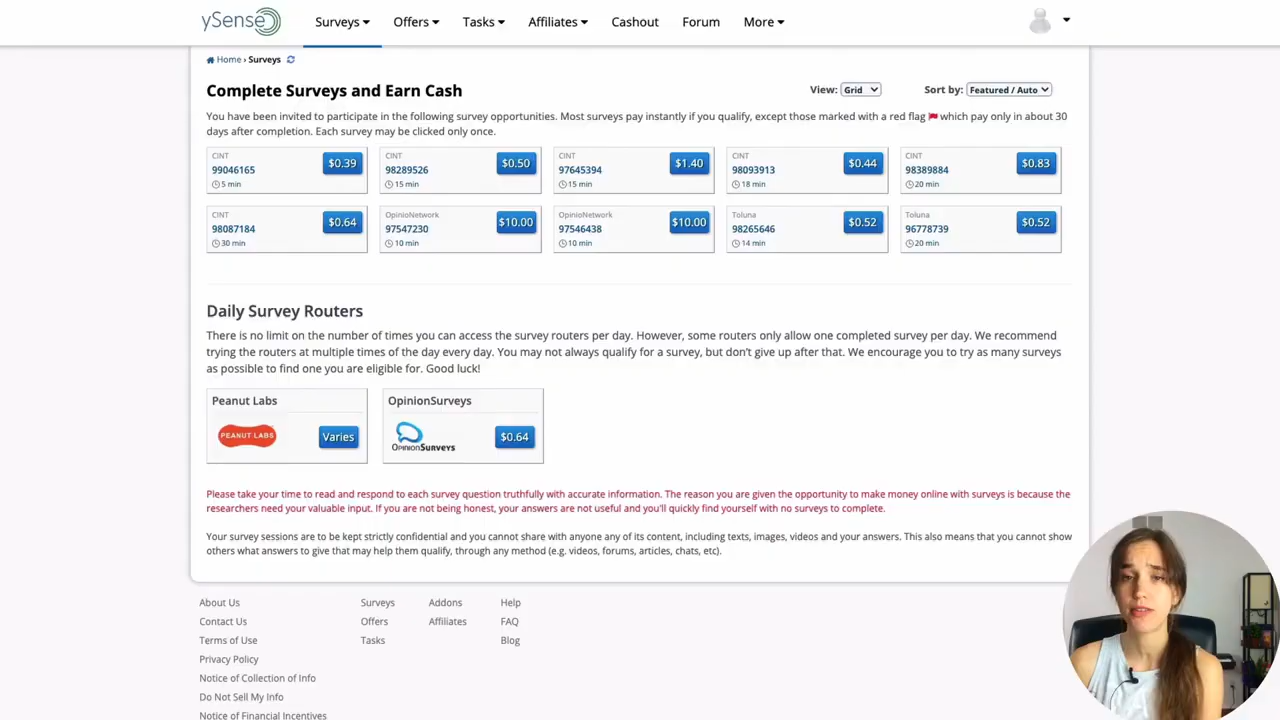 ySense
Surveys Offers Tasks Affiliates Cashout Forum More
Home › Surveys
Complete Surveys and Earn Cash
View: Grid Sort by: Featured / Auto
You have been invited to participate in the following survey opportunities. Most surveys pay instantly if you qualify, except those marked with a red flag which pay only in about 30
days after completion. Each survey may be clicked only once.
CINT
99046165
5 min
$0.39
CINT
98289526
15 min
$0.50
CINT
97645394
15 min
$1.40
CINT
98093913
18 min
$0.44
CINT
98389884
20 min
$0.83
CINT
98087184
30 min
$0.64
OpinioNetwork
97547230
10 min
$10.00
OpinioNetwork
97546438
10 min
$10.00
Toluna
98265646
14 min
$0.52
Toluna
96778739
20 min
$0.52
Daily Survey Routers
There is no limit on the number of times you can access the survey routers per day. However, some routers only allow one completed survey per day. We recommend
trying the routers at multiple times of the day every day. You may not always qualify for a survey, but don't give up after that. We encourage you to try as many surveys
as possible to find one you are eligible for. Good luck!
Peanut Labs
PEANUT LABS
Varies
OpinionSurveys
OPINIONSURVEYS
$0.64
Please take your time to read and respond to each survey question truthfully with accurate information. The reason you are given the opportunity to make money online with surveys is because the
researchers need your valuable input. If you are not being honest, your answers are not useful and you'll quickly find yourself with no surveys to complete.
Your survey sessions are to be kept strictly confidential and you cannot share with anyone any of its content, including texts, images, videos and your answers. This also means that you cannot show
others what answers to give that may help them qualify, through any method (e.g. videos, forums, articles, chats, etc).
About Us
Contact Us
Terms of Use
Privacy Policy
Notice of Collection of Info
Do Not Sell My Info
Notice of Financial Incentives
Surveys
Offers
Tasks
Addons
Affiliates
Help
FAQ
Blog